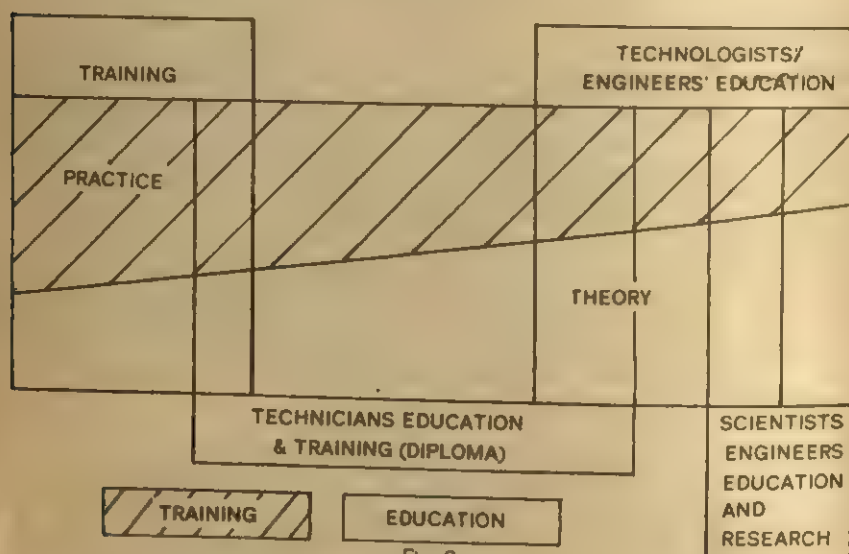 TRAINING
TECHNOLOGISTS/
ENGINEERS' EDUCATION
PRACTICE
THEORY
TECHNICIANS EDUCATION
& TRAINING (DIPLOMA)
SCIENTISTS
ENGINEERS
EDUCATION
AND
RESEARCH
TRAINING
EDUCATION